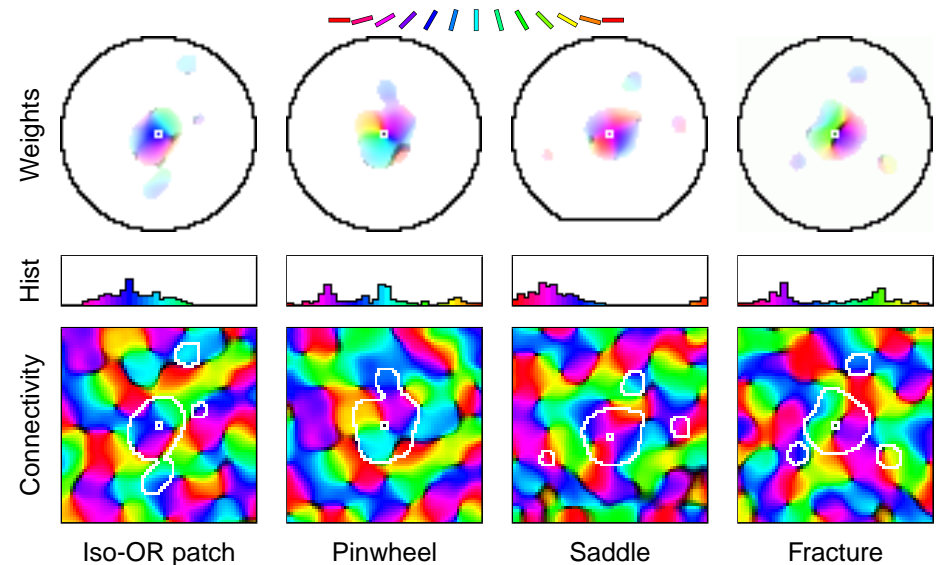 Weights
Hist
Connectivity
Iso-OR patch
Pinwheel
Saddle
Fracture